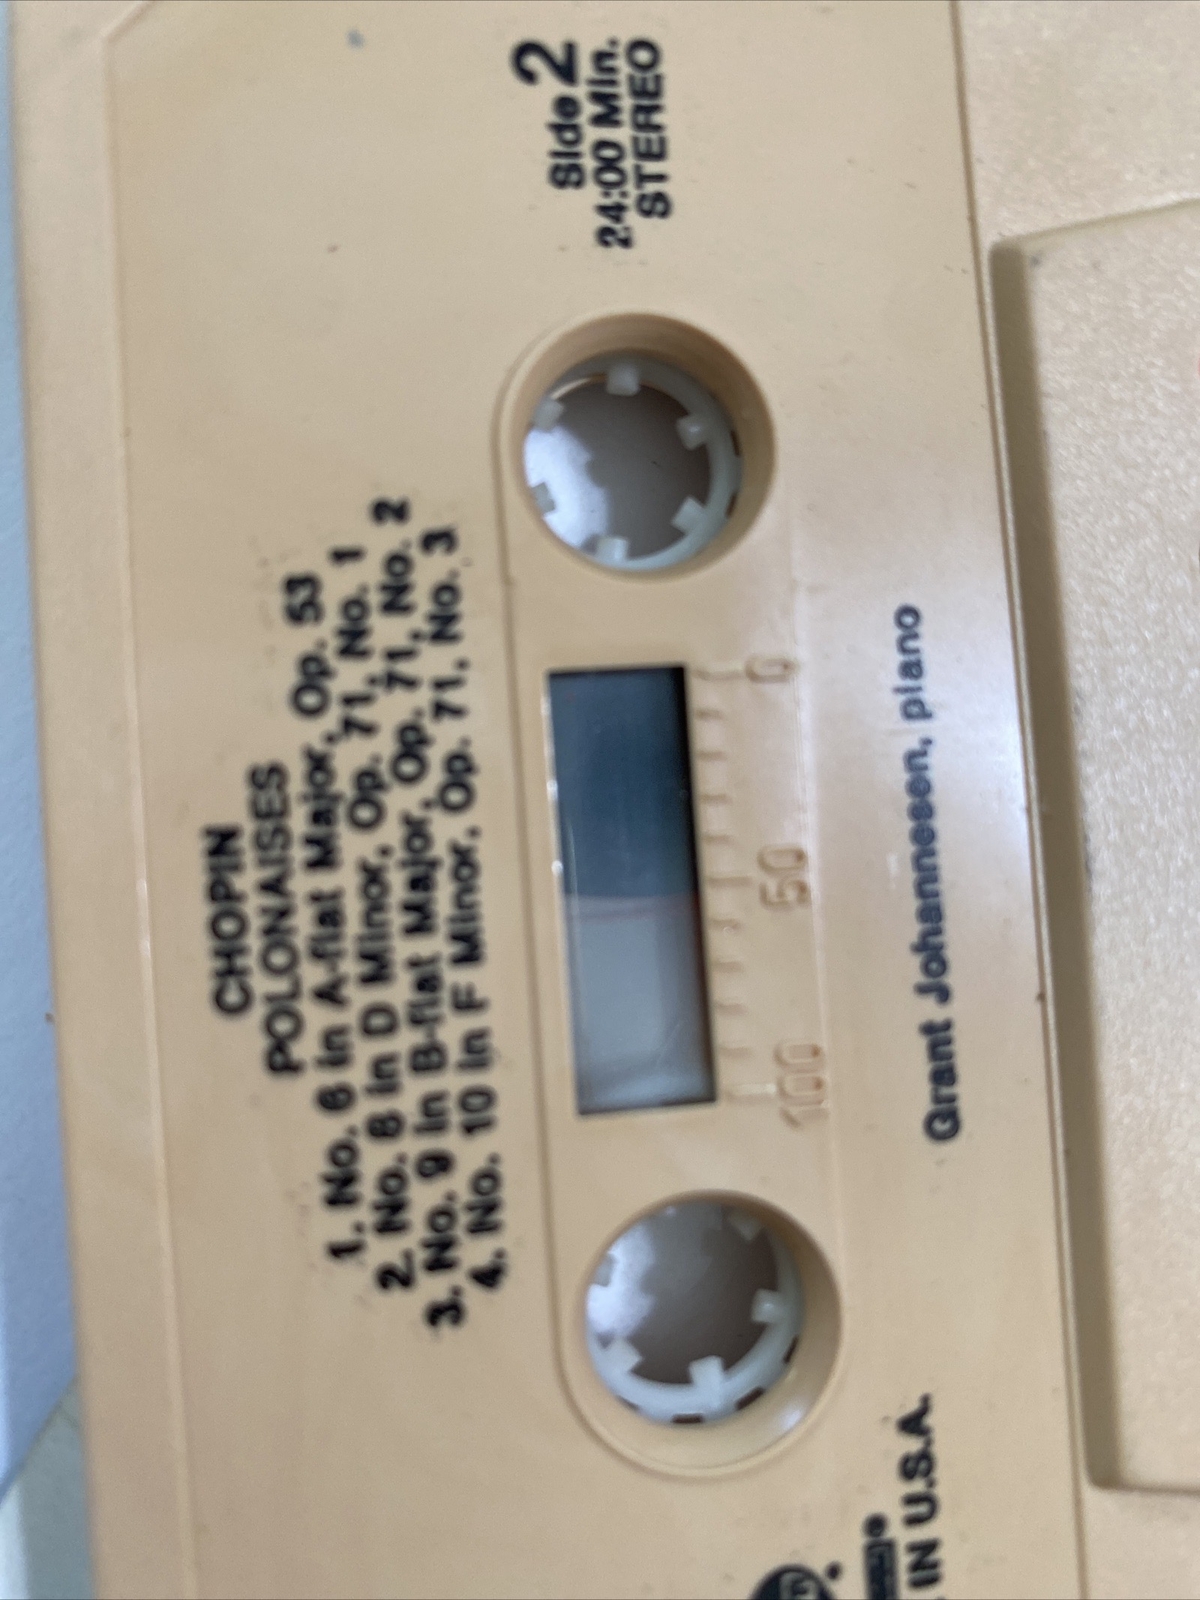 CHOPIN
POLONAISES
1. No. 6 in A-flat Major, Op. 53
2. No. 8 in D Minor, Op. 71, No. 1
3. No. 9 in B-flat Major, Op. 71, No. 2
4. No. 10 in F Minor, Op. 71, No. 3
Side 2
24:00 Min.
STEREO
100 50 0
Grant Johannesen, piano
IN U.S.A.